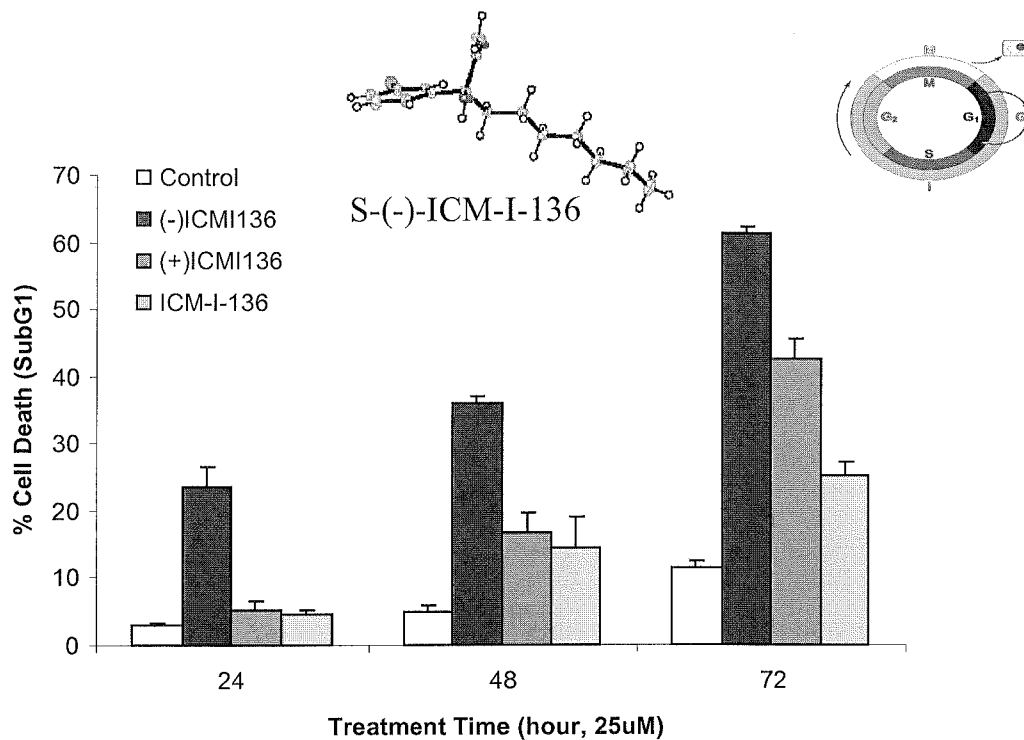 M
M
G2
G1
G
S
I
S-(-)-ICM-I-136
Control
(-)ICMI136
(+)ICMI136
ICM-I-136
% Cell Death (SubG1)
70
60
50
40
30
20
10
0
24
48
72
Treatment Time (hour, 25uM)